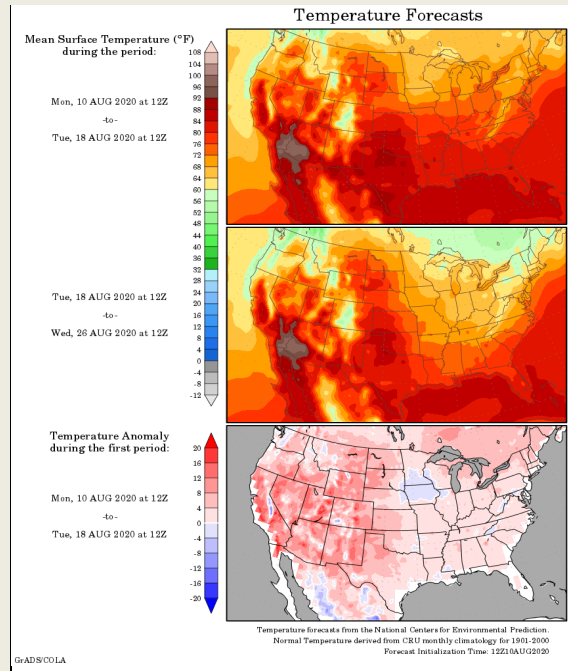 Temperature Forecasts
Mean Surface Temperature (°F)
during the period:
Mon, 10 AUG 2020 at 12Z
-to-
Tue, 18 AUG 2020 at 12Z
108
104
100
96
92
88
84
80
76
72
68
64
60
56
52
48
44
40
36
32
28
24
20
16
12
8
4
0
-4
-8
-12
Tue, 18 AUG 2020 at 12Z
-to-
Wed, 26 AUG 2020 at 12Z
Temperature Anomaly
during the first period:
Mon, 10 AUG 2020 at 12Z
-to-
Tue, 18 AUG 2020 at 12Z
20
16
12
8
4
0
-4
-8
-12
-16
-20
Temperature forecasts from the National Centers for Environmental Prediction.
Normal Temperature derived from CRU monthly climatology for 1901-2000
Forecast Initialization Time: 12Z10AUG2020
GrADS/COLA